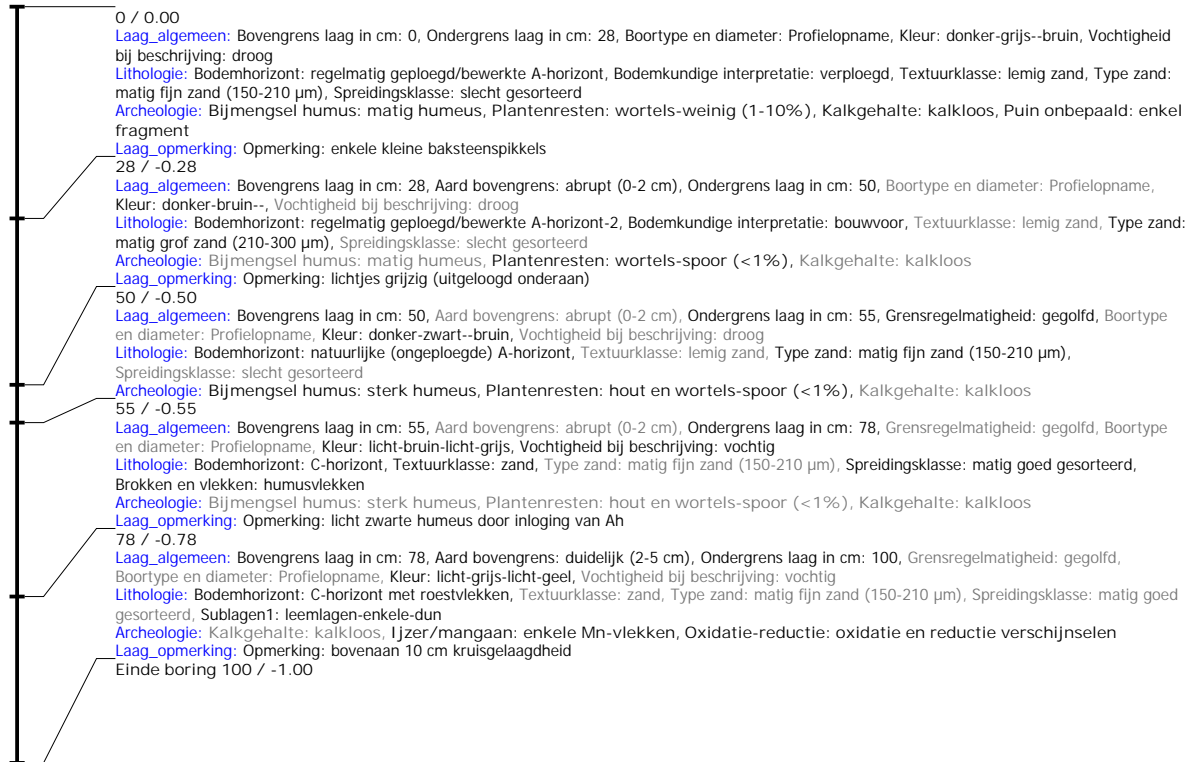 0 / 0.00
Laag_algemeen: Bovengrens laag in cm: 0, Ondergrens laag in cm: 28, Boortype en diameter: Profielopname, Kleur: donker-grijs--bruin, Vochtigheid
bij beschrijving: droog
Lithologie: Bodemhorizont: regelmatig geploegd/bewerkte A-horizont, Bodemkundige interpretatie: verploegd, Textuurklasse: lemig zand, Type zand:
matig fijn zand (150-210 µm), Spreidingsklasse: slecht gesorteerd
Archeologie: Bijmengsel humus: matig humeus, Plantenresten: wortels-weinig (1-10%), Kalkgehalte: kalkloos, Puin onbepaald: enkel
fragment
Laag_opmerking: Opmerking: enkele kleine baksteenspikkels
28 / -0.28
Laag_algemeen: Bovengrens laag in cm: 28, Aard bovengrens: abrupt (0-2 cm), Ondergrens laag in cm: 50, Boortype en diameter: Profielopname,
Kleur: donker-bruin--, Vochtigheid bij beschrijving: droog
Lithologie: Bodemhorizont: regelmatig geploegd/bewerkte A-horizont-2, Bodemkundige interpretatie: bouwvoor, Textuurklasse: lemig zand, Type zand:
matig grof zand (210-300 µm), Spreidingsklasse: slecht gesorteerd
Archeologie: Bijmengsel humus: matig humeus, Plantenresten: wortels-spoor (<1%), Kalkgehalte: kalkloos
Laag_opmerking: Opmerking: lichtjes grijzig (uitgeloogd onderaan)
50 / -0.50
Laag_algemeen: Bovengrens laag in cm: 50, Aard bovengrens: abrupt (0-2 cm), Ondergrens laag in cm: 55, Grensregelmatigheid: gegolfd, Boortype
en diameter: Profielopname, Kleur: donker-zwart--bruin, Vochtigheid bij beschrijving: droog
Lithologie: Bodemhorizont: natuurlijke (ongeploegde) A-horizont, Textuurklasse: lemig zand, Type zand: matig fijn zand (150-210 µm),
Spreidingsklasse: slecht gesorteerd
Archeologie: Bijmengsel humus: sterk humeus, Plantenresten: hout en wortels-spoor (<1%), Kalkgehalte: kalkloos
55 / -0.55
Laag_algemeen: Bovengrens laag in cm: 55, Aard bovengrens: abrupt (0-2 cm), Ondergrens laag in cm: 78, Grensregelmatigheid: gegolfd, Boortype
en diameter: Profielopname, Kleur: licht-bruin-licht-grijs, Vochtigheid bij beschrijving: vochtig
Lithologie: Bodemhorizont: C-horizont, Textuurklasse: zand, Type zand: matig fijn zand (150-210 µm), Spreidingsklasse: matig goed gesorteerd,
Brokken en vlekken: humusvlekken
Archeologie: Bijmengsel humus: sterk humeus, Plantenresten: hout en wortels-spoor (<1%), Kalkgehalte: kalkloos
Laag_opmerking: Opmerking: licht zwarte humeus door inloging van Ah
78 / -0.78
Laag_algemeen: Bovengrens laag in cm: 78, Aard bovengrens: duidelijk (2-5 cm), Ondergrens laag in cm: 100, Grensregelmatigheid: gegolfd,
Boortype en diameter: Profielopname, Kleur: licht-grijs-licht-geel, Vochtigheid bij beschrijving: vochtig
Lithologie: Bodemhorizont: C-horizont met roestvlekken, Textuurklasse: zand, Type zand: matig fijn zand (150-210 µm), Spreidingsklasse: matig goed
gesorteerd, Sublagen1: leemlagen-enkele-dun
Archeologie: Kalkgehalte: kalkloos, Ijzer/mangaan: enkele Mn-vlekken, Oxidatie-reductie: oxidatie en reductie verschijnselen
Laag_opmerking: Opmerking: bovenaan 10 cm kruisgelaagdheid
Einde boring 100 / -1.00